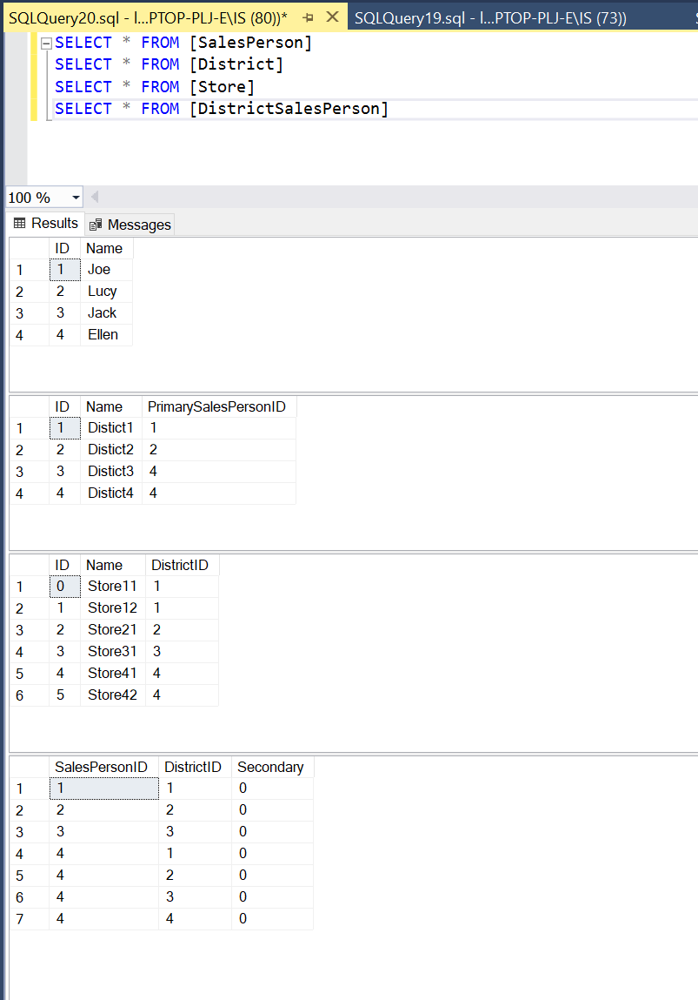 SQLQuery20.sql - l...PTOP-PLJ-E\IS (80))* SQLQuery19.sql - l...PTOP-PLJ-E\IS (73))
SELECT * FROM [SalesPerson]
SELECT * FROM [District]
SELECT * FROM [Store]
SELECT * FROM [DistrictSalesPerson]
100 %
Results Messages
ID Name
1 1 Joe
2 2 Lucy
3 3 Jack
4 4 Ellen
ID Name PrimarySalesPersonID
1 1 Distict1 1
2 2 Distict2 2
3 3 Distict3 4
4 4 Distict4 4
ID Name DistrictID
1 0 Store11 1
2 1 Store12 1
3 2 Store21 2
4 3 Store31 3
5 4 Store41 4
6 5 Store42 4
SalesPersonID DistrictID Secondary
1 1 1 0
2 2 2 0
3 3 3 0
4 4 1 0
5 4 2 0
6 4 3 0
7 4 4 0